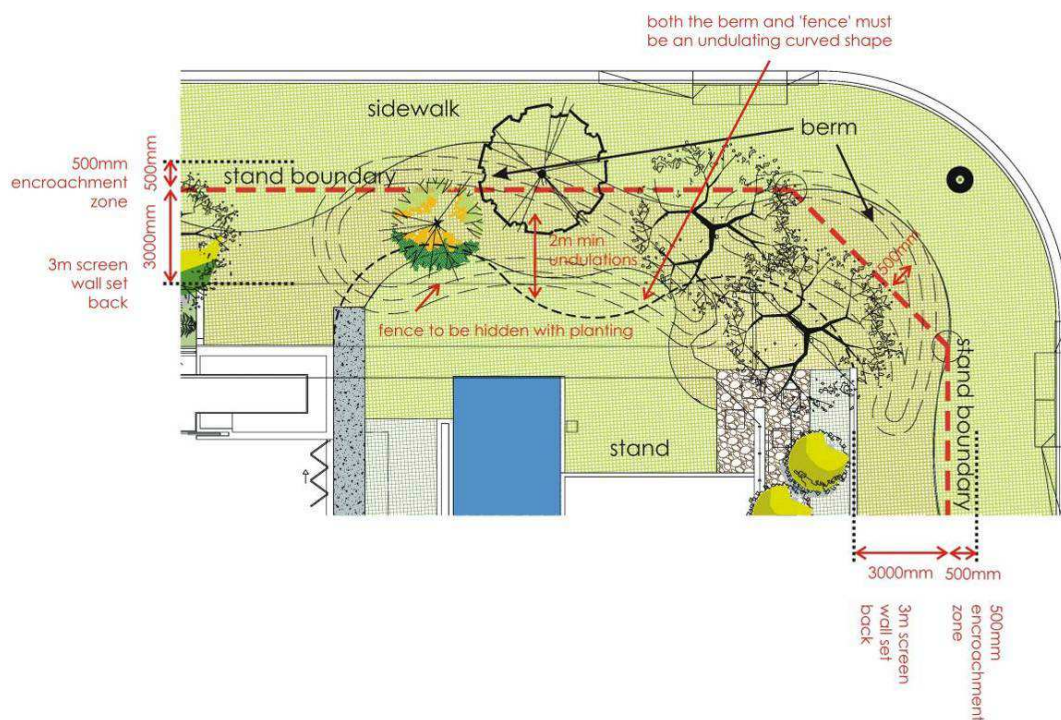 both the berm and 'fence' must
be an undulating curved shape
sidewalk
berm
500mm
encroachment
zone
500mm
stand boundary
3000mm
2m min
undulations
500mm
3m screen
wall set
back
fence to be hidden with planting
stand boundary
stand
3000mm
500mm
3m screen
wall set
back
500mm
encroachment
zone